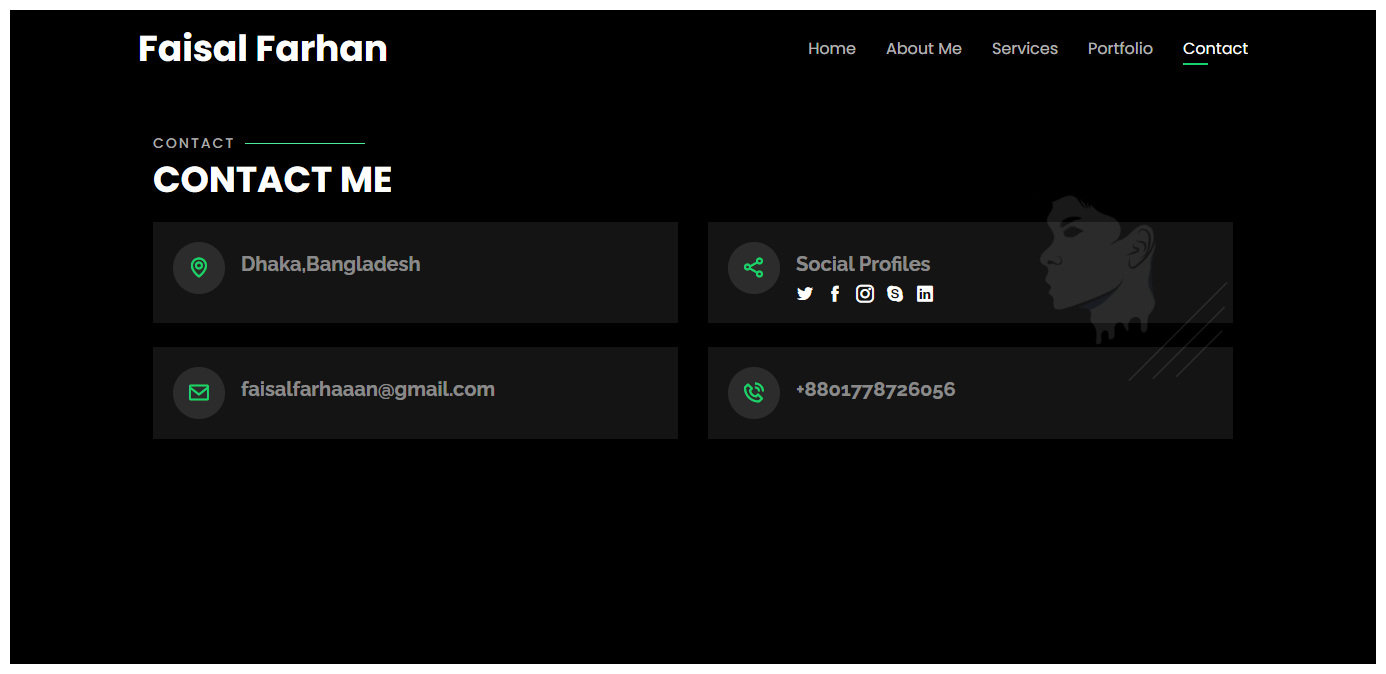 Faisal Farhan
Home About Me Services Portfolio Contact
CONTACT
CONTACT ME
Dhaka,Bangladesh
Social Profiles
faisalfarhaaan@gmail.com
+8801778726056